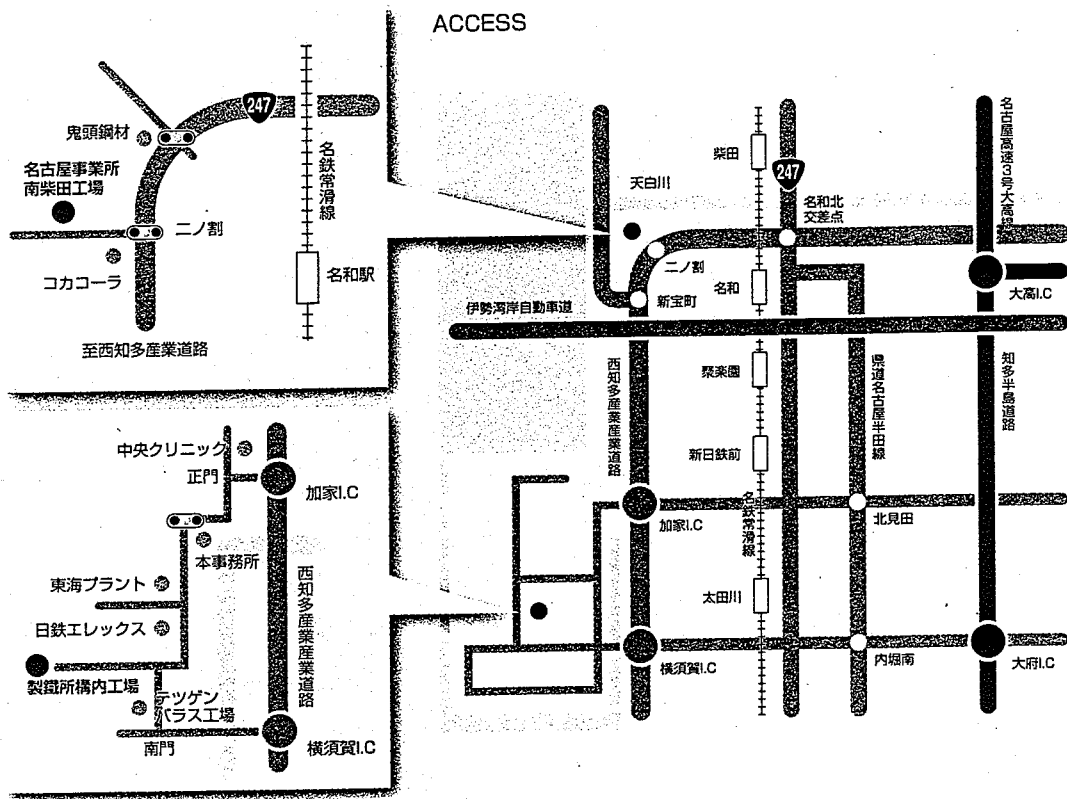 ACCESS
247
鬼頭鋼材
名古屋事業所
南柴田工場
二ノ割
コカコーラ
名鉄常滑線
名和駅
至西知多産業道路
中央クリニック
正門
加家I.C
本事務所
東海プラント
日鉄エレックス
西知多産業産業道路
製鐵所構内工場
テツゲン
バラス工場
南門
横須賀I.C
柴田
天白川
247
名和北
交差点
名古屋高速3号大高線
二ノ割
新宝町
名和
大高I.C
伊勢湾岸自動車道
西知多産業産業道路
聚楽園
県道名古屋半田線
知多半島道路
新日鉄前
名鉄常滑線
加家I.C
北見田
太田川
横須賀I.C
内堀南
大府I.C